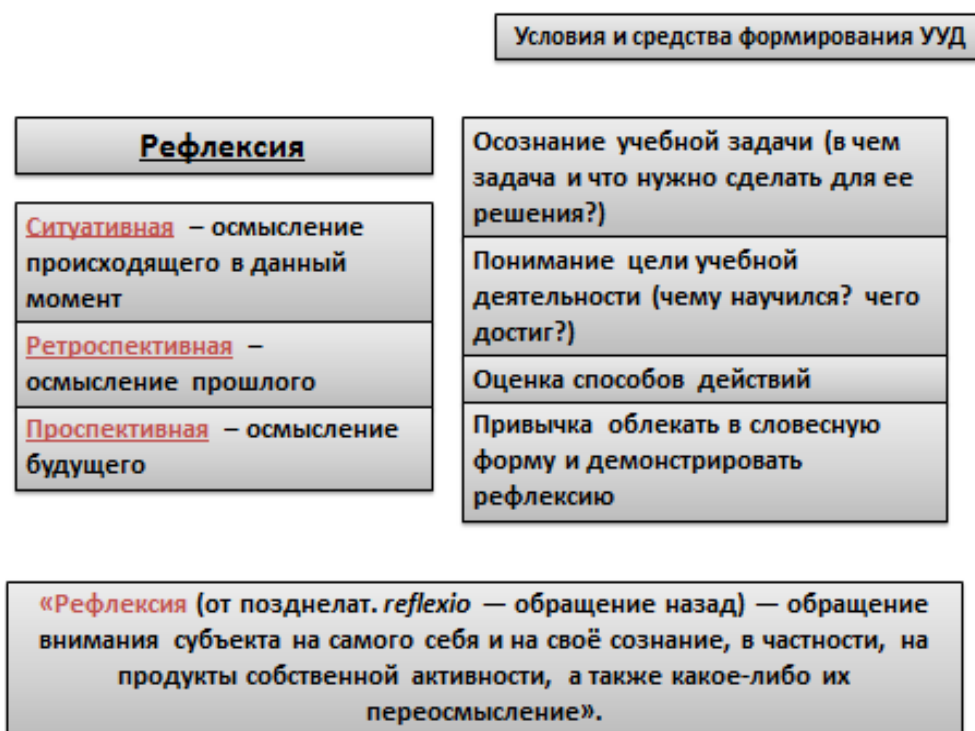 Условия и средства формирования УУД
Рефлексия
Ситуативная – осмысление
происходящего в данный
момент
Ретроспективная –
осмысление прошлого
Проспективная – осмысление
будущего
Осознание учебной задачи (в чем
задача и что нужно сделать для ее
решения?)
Понимание цели учебной
деятельности (чему научился? чего
достиг?)
Оценка способов действий
Привычка облекать в словесную
форму и демонстрировать
рефлексию
«Рефлексия (от позднелат. reflexio — обращение назад) — обращение
внимания субъекта на самого себя и на своё сознание, в частности, на
продукты собственной активности, а также какое-либо их
переосмысление».